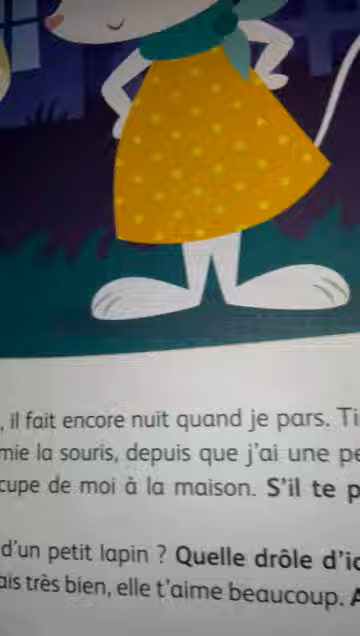 , il fait encore nuit quand je pars. Ti
mie la souris, depuis que j'ai une pe
cupe de moi à la maison. S'il te p
d'un petit lapin ? Quelle drôle d'id
ais très bien, elle t'aime beaucoup. A